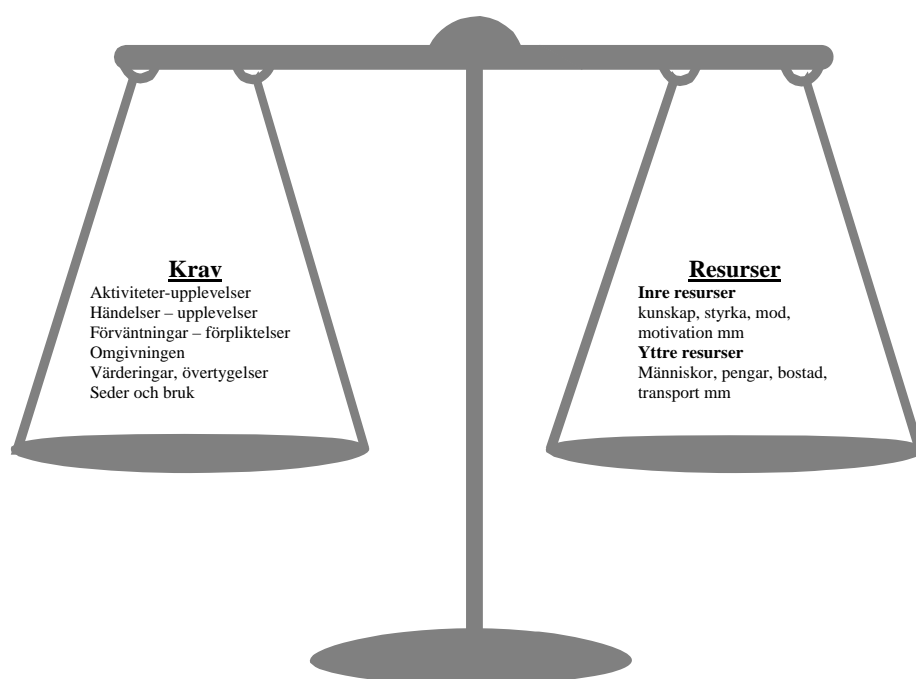 Krav
Aktiviteter-upplevelser
Händelser – upplevelser
Förväntningar – förpliktelser
Omgivningen
Värderingar, övertygelser
Seder och bruk
Resurser
Inre resurser
kunskap, styrka, mod,
motivation mm
Yttre resurser
Människor, pengar, bostad,
transport mm